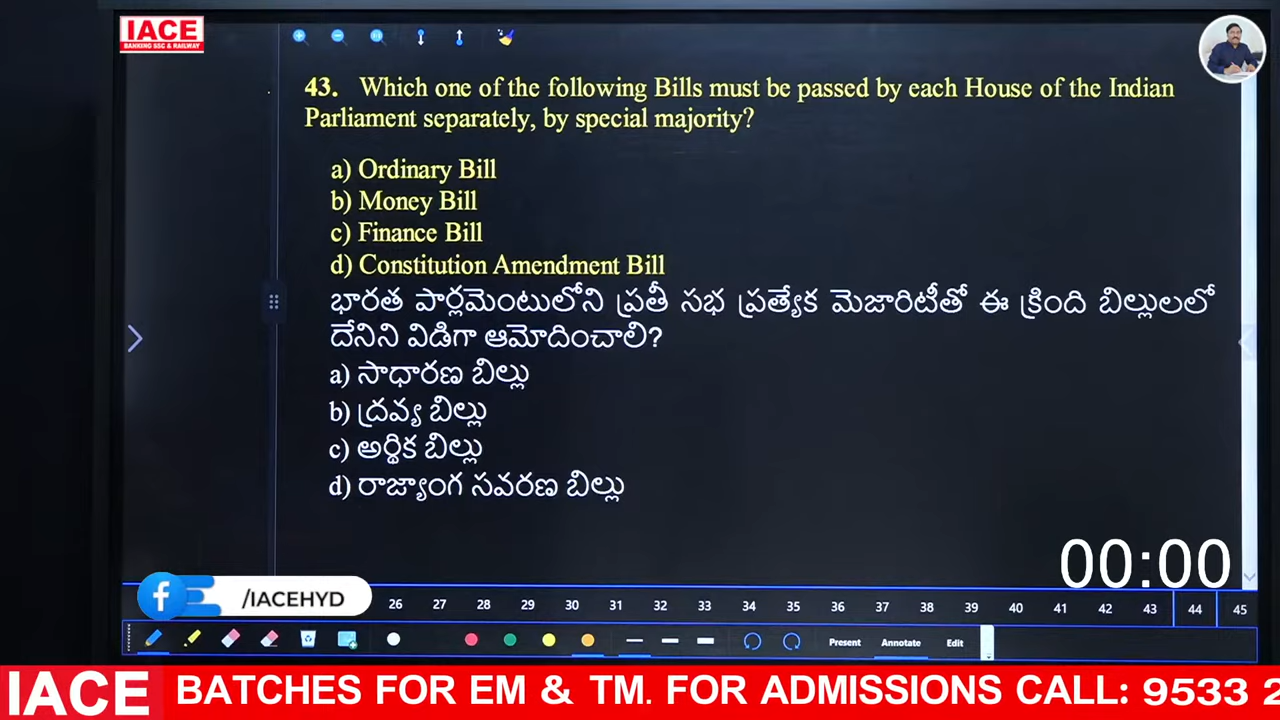 IACE
BANKING SSC & RAILWAY
43. Which one of the following Bills must be passed by each House of the Indian
Parliament separately, by special majority?
a) Ordinary Bill
b) Money Bill
c) Finance Bill
d) Constitution Amendment Bill
భారత పార్లమెంటులోని ప్రతీ సభ ప్రత్యేక మెజారిటీతో ఈ క్రింది బిల్లులలో
దేనిని విడిగా ఆమోదించాలి?
a) సాధారణ బిల్లు
b) ద్రవ్య బిల్లు
c) అర్థిక బిల్లు
d) రాజ్యాంగ సవరణ బిల్లు
00:00
/IACEHYD
26 27 28 29 30 31 32 33 34 35 36 37 38 39 40 41 42 43 44 45
Present Annotate Edit
IACE BATCHES FOR EM & TM. FOR ADMISSIONS CALL: 9533 2